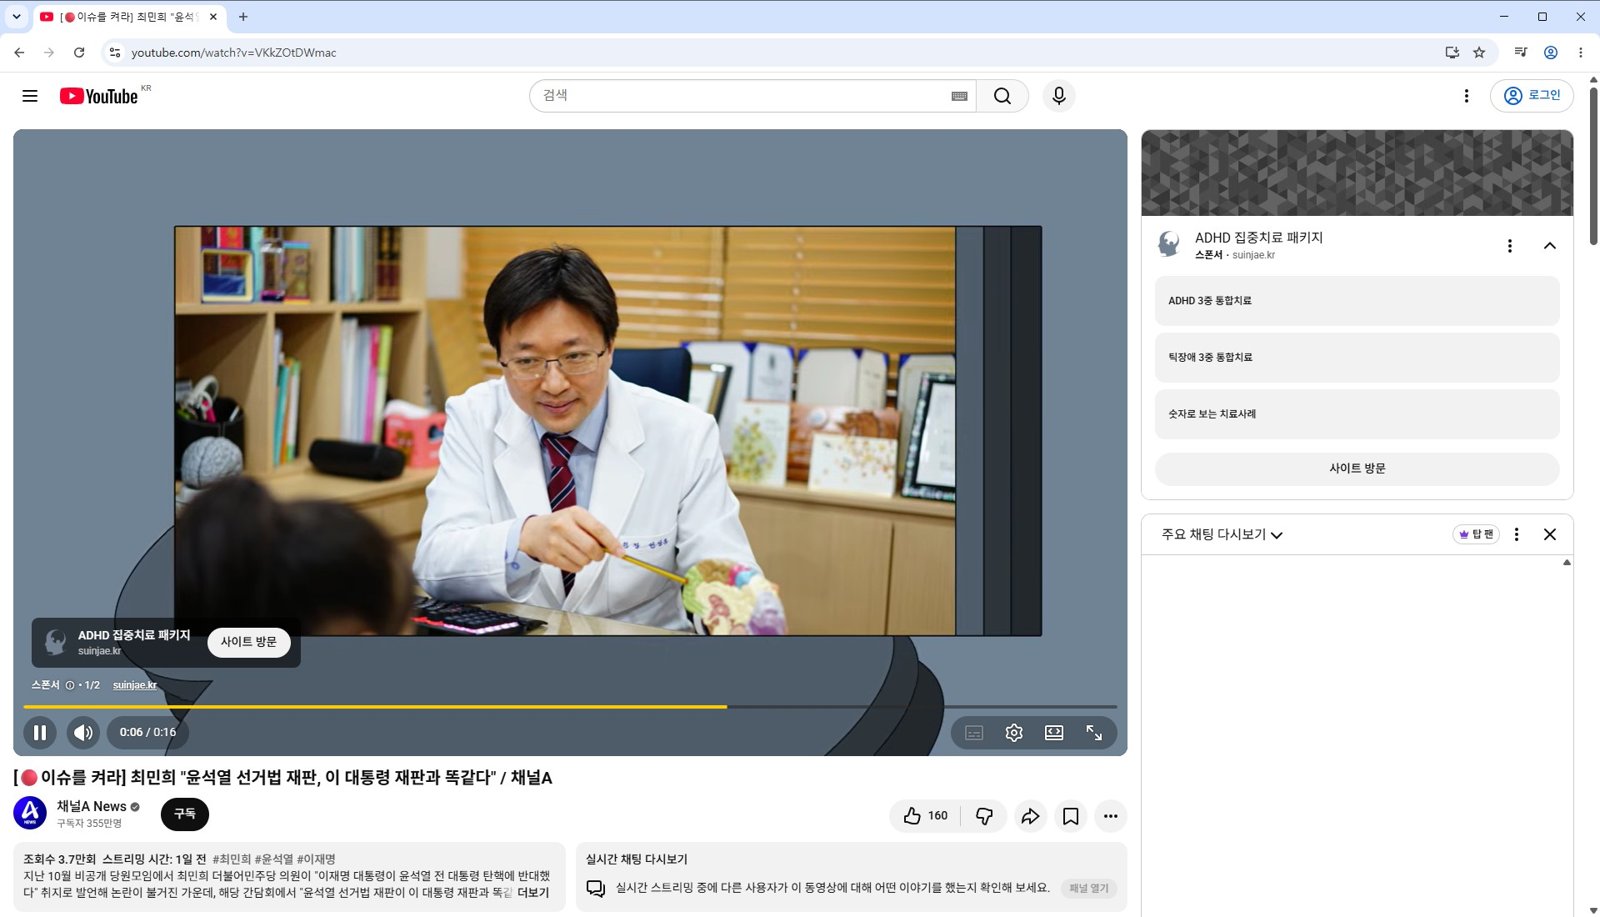 [🔴이슈를 켜라] 최민희 "윤석열
youtube.com/watch?v=VKkZOtDWmac
YouTube KR
검색
로그인
ADHD 집중치료 패키지
스폰서 · suinjae.kr
ADHD 3중 통합치료
틱장애 3중 통합치료
숫자로 보는 치료사례
사이트 방문
주요 채팅 다시보기
탑 팬
ADHD 집중치료 패키지
suinjae.kr
사이트 방문
스폰서 · 1/2 suinjae.kr
0:06 / 0:16
[🔴이슈를 켜라] 최민희 "윤석열 선거법 재판, 이 대통령 재판과 똑같다" / 채널A
채널A News
구독자 355만명
구독
160
조회수 3.7만회 스트리밍 시간: 1일 전 #최민희 #윤석열 #이재명
지난 10월 비공개 당원모임에서 최민희 더불어민주당 의원이 "이재명 대통령이 윤석열 전 대통령 탄핵에 반대했
다" 취지로 발언해 논란이 불거진 가운데, 해당 간담회에서 "윤석열 선거법 재판이 이 대통령 재판과 똑같 더보기
실시간 채팅 다시보기
실시간 스트리밍 중에 다른 사용자가 이 동영상에 대해 어떤 이야기를 했는지 확인해 보세요.
패널 열기